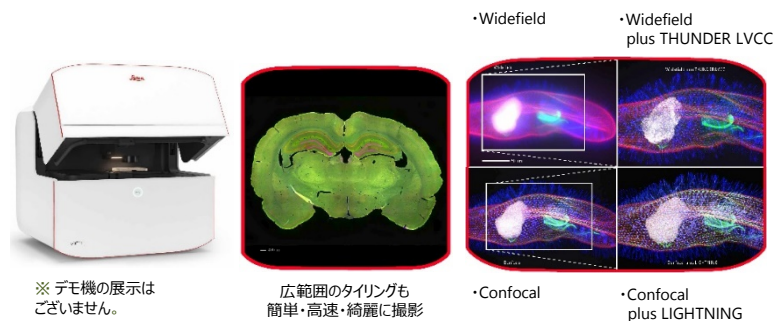 ・Widefield
・Widefield
plus THUNDER LVCC
Leica
※ デモ機の展示は
ございません。
広範囲のタイリングも
簡単・高速・綺麗に撮影
・Confocal
・Confocal
plus LIGHTNING